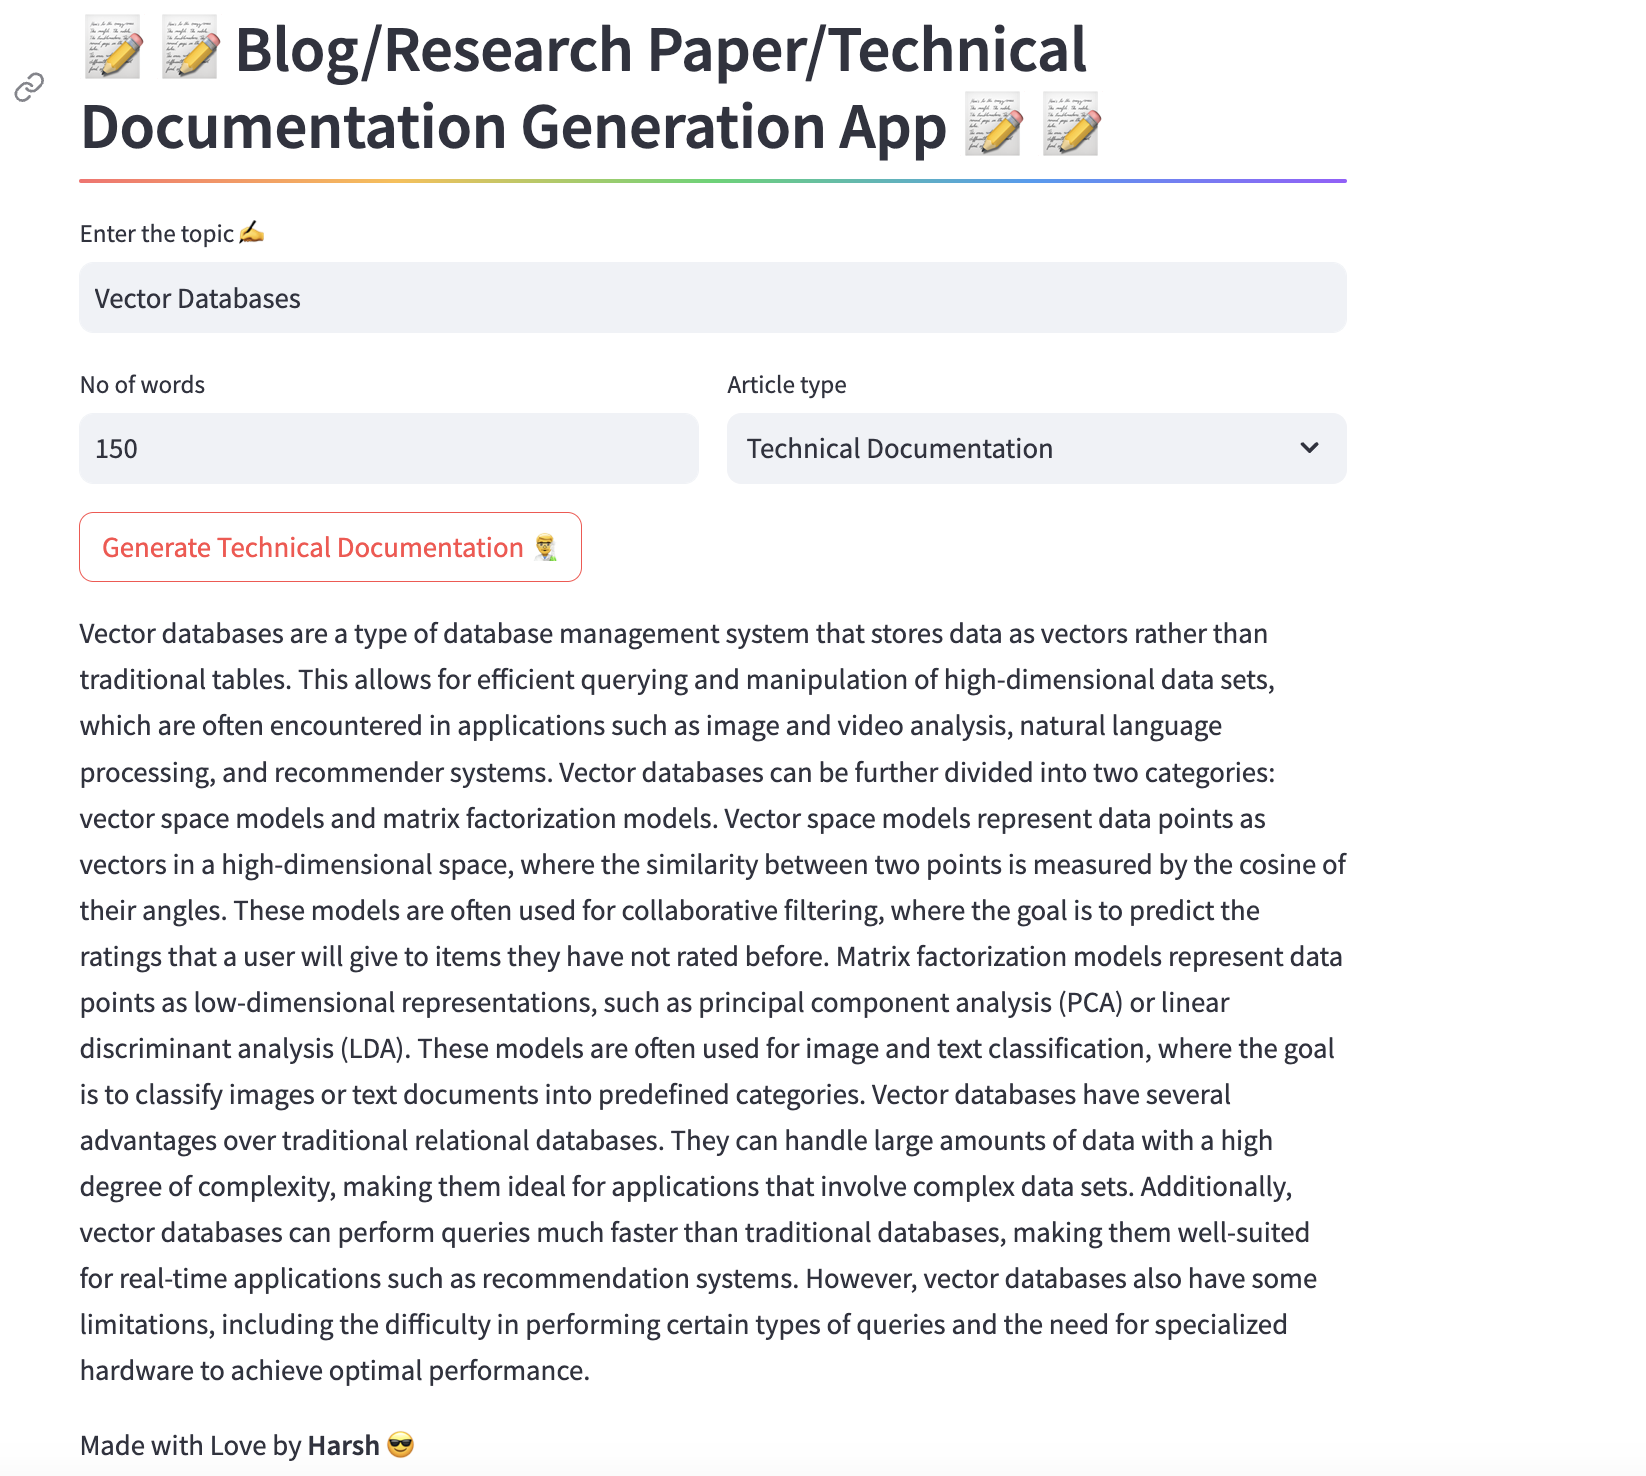 Blog/Research Paper/Technical
Documentation Generation App
Enter the topic
Vector Databases
No of words
Article type
150
Technical Documentation
Generate Technical Documentation
Vector databases are a type of database management system that stores data as vectors rather than
traditional tables. This allows for efficient querying and manipulation of high-dimensional data sets,
which are often encountered in applications such as image and video analysis, natural language
processing, and recommender systems. Vector databases can be further divided into two categories:
vector space models and matrix factorization models. Vector space models represent data points as
vectors in a high-dimensional space, where the similarity between two points is measured by the cosine of
their angles. These models are often used for collaborative filtering, where the goal is to predict the
ratings that a user will give to items they have not rated before. Matrix factorization models represent data
points as low-dimensional representations, such as principal component analysis (PCA) or linear
discriminant analysis (LDA). These models are often used for image and text classification, where the goal
is to classify images or text documents into predefined categories. Vector databases have several
advantages over traditional relational databases. They can handle large amounts of data with a high
degree of complexity, making them ideal for applications that involve complex data sets. Additionally,
vector databases can perform queries much faster than traditional databases, making them well-suited
for real-time applications such as recommendation systems. However, vector databases also have some
limitations, including the difficulty in performing certain types of queries and the need for specialized
hardware to achieve optimal performance.
Made with Love by Harsh